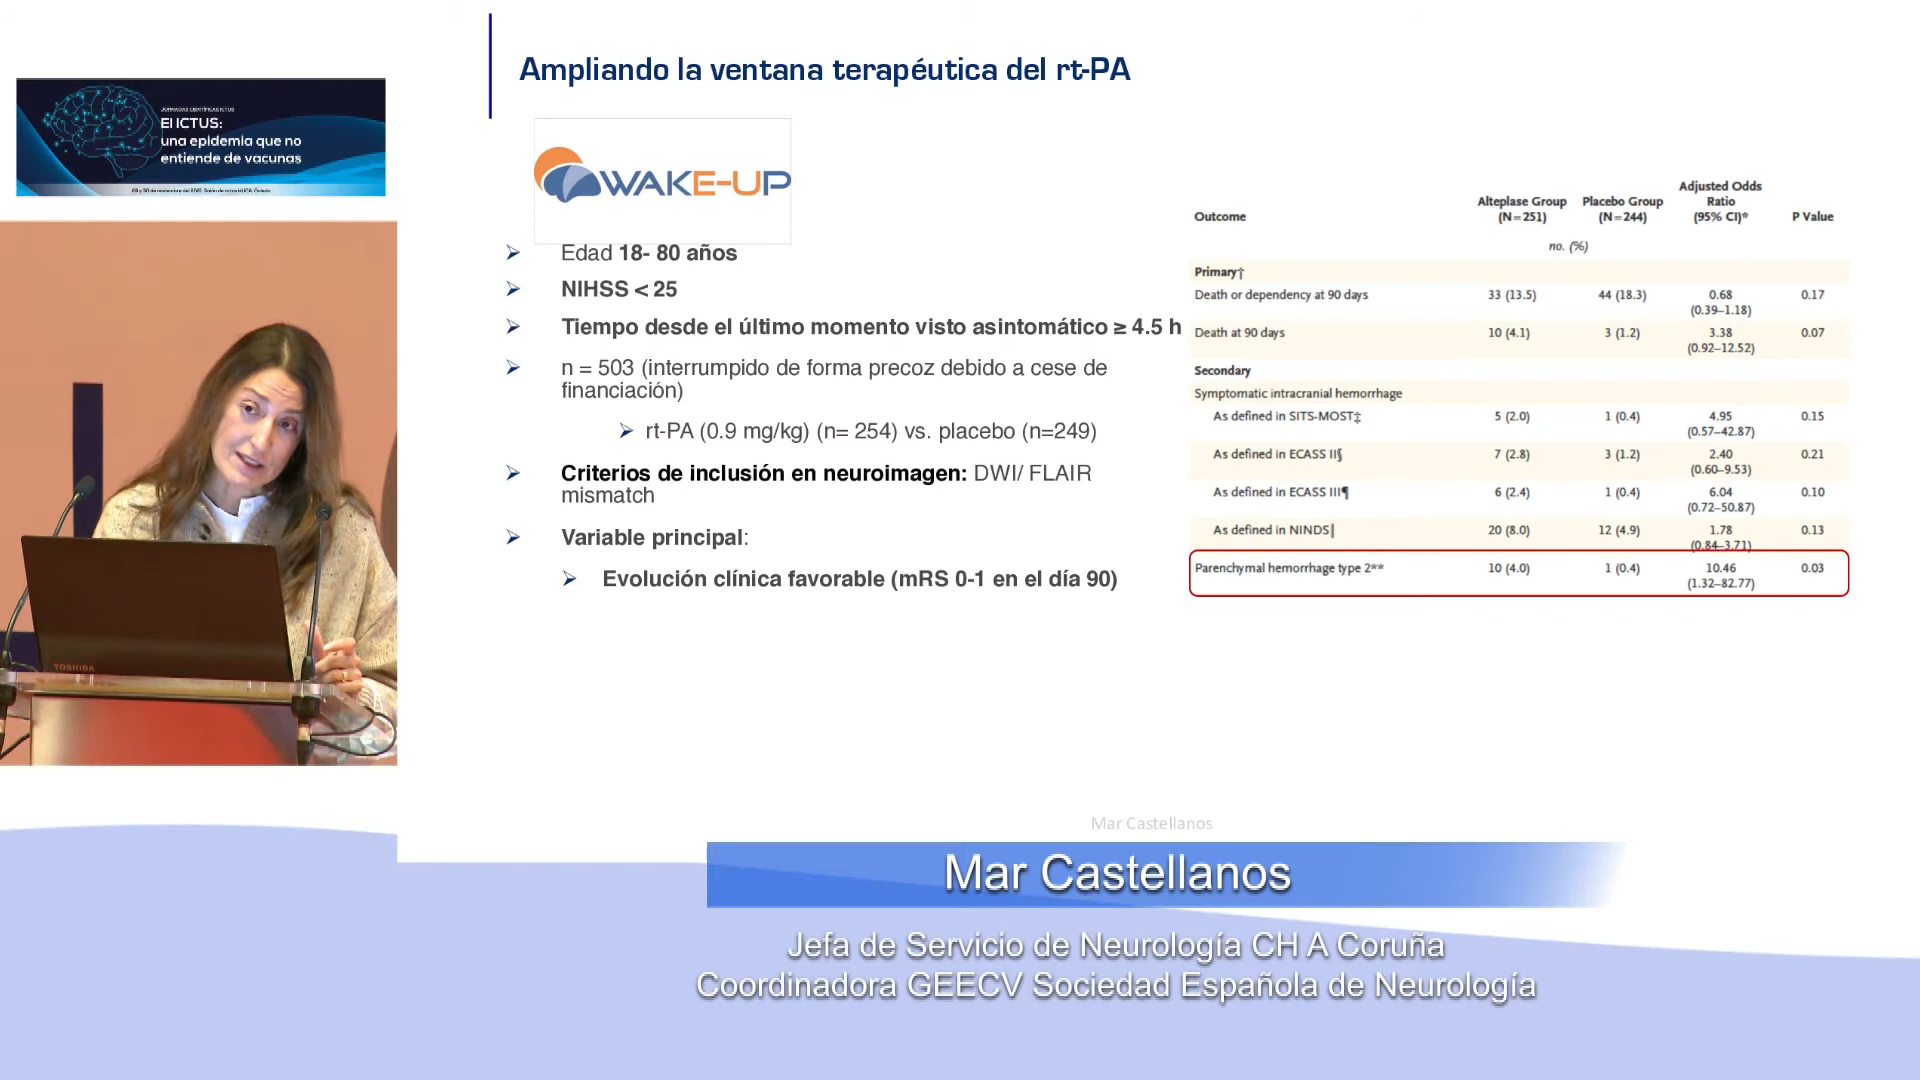 Ampliando la ventana terapéutica del rt-PA
JORNADAS CIENTÍFICAS ICTUS
El ICTUS:
una epidemia que no
entiende de vacunas
WAKE-UP
Edad 18- 80 años
NIHSS < 25
Tiempo desde el último momento visto asintomático ≥ 4.5 h
n = 503 (interrumpido de forma precoz debido a cese de
financiación)
rt-PA (0.9 mg/kg) (n= 254) vs. placebo (n=249)
Criterios de inclusión en neuroimagen: DWI/ FLAIR
mismatch
Variable principal:
Evolución clínica favorable (mRS 0-1 en el día 90)
Outcome Alteplase Group (N=251) Placebo Group (N=244) Adjusted Odds Ratio (95% CI)* P Value
no. (%)
Primary†
Death or dependency at 90 days 33 (13.5) 44 (18.3) 0.68 (0.39–1.18) 0.17
Death at 90 days 10 (4.1) 3 (1.2) 3.38 (0.92–12.52) 0.07
Secondary
Symptomatic intracranial hemorrhage
As defined in SITS-MOST‡ 5 (2.0) 1 (0.4) 4.95 (0.57–42.87) 0.15
As defined in ECASS II§ 7 (2.8) 3 (1.2) 2.40 (0.60–9.53) 0.21
As defined in ECASS III¶ 6 (2.4) 1 (0.4) 6.04 (0.72–50.87) 0.10
As defined in NINDS‖ 20 (8.0) 12 (4.9) 1.78 (0.84–3.71) 0.13
Parenchymal hemorrhage type 2** 10 (4.0) 1 (0.4) 10.46 (1.32–82.77) 0.03
TOSHIBA
Mar Castellanos
Mar Castellanos
Jefa de Servicio de Neurología CH A Coruña
Coordinadora GEECV Sociedad Española de Neurología